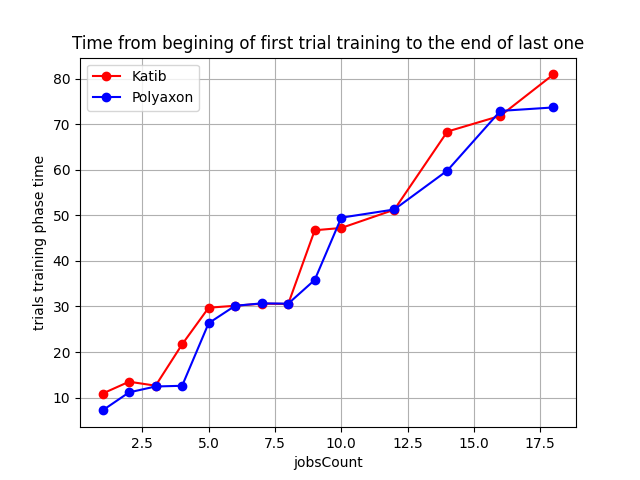 Time from begining of first trial training to the end of last one
Katib
Polyaxon
trials training phase time
80
70
60
50
40
30
20
10
2.5 5.0 7.5 10.0 12.5 15.0 17.5
jobsCount